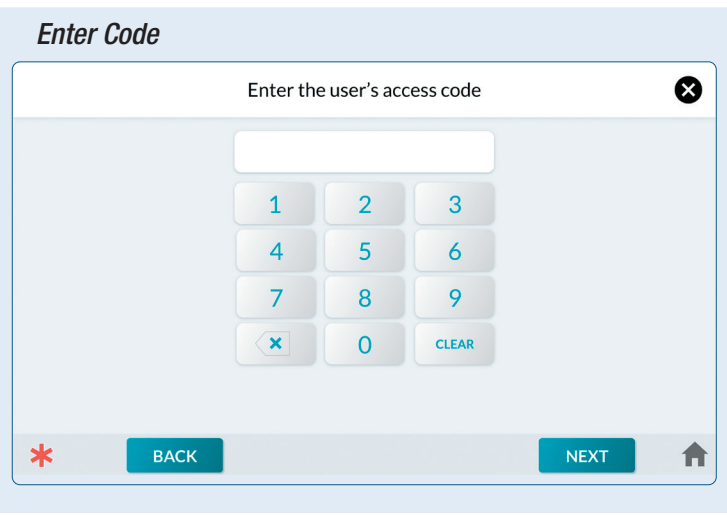 Enter Code
Enter the user's access code
1 2 3
4 5 6
7 8 9
0 CLEAR
BACK NEXT